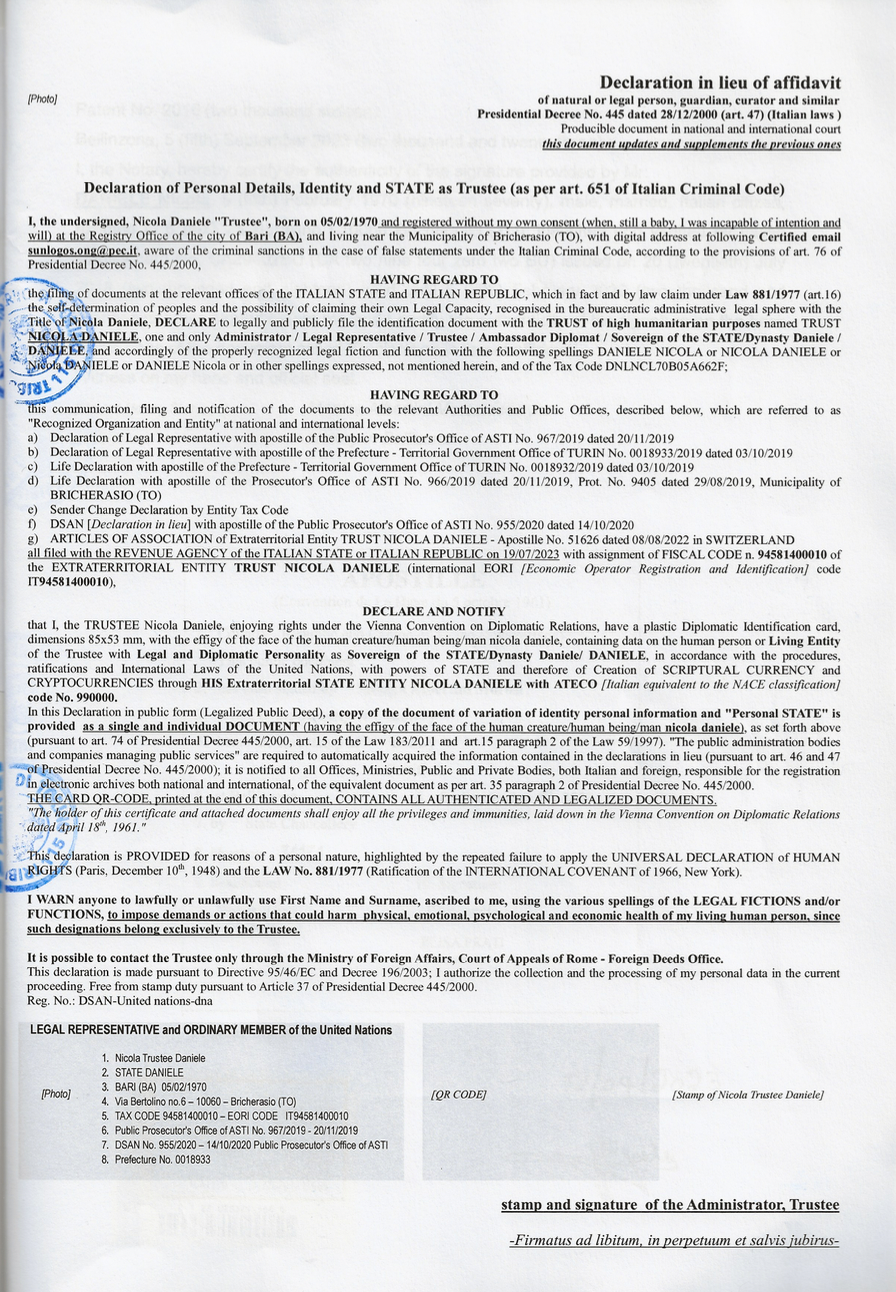 [Photo]
Declaration in lieu of affidavit
of natural or legal person, guardian, curator and similar
Presidential Decree No. 445 dated 28/12/2000 (art. 47) (Italian laws )
Producible document in national and international court
this document updates and supplements the previous ones
Declaration of Personal Details, Identity and STATE as Trustee (as per art. 651 of Italian Criminal Code)
I, the undersigned, Nicola Daniele "Trustee", born on 05/02/1970 and registered without my own consent (when, still a baby, I was incapable of intention and
will) at the Registry Office of the city of Bari (BA), and living near the Municipality of Bricherasio (TO), with digital address at following Certified email
sunlogos.ong@pec.it, aware of the criminal sanctions in the case of false statements under the Italian Criminal Code, according to the provisions of art. 76 of
Presidential Decree No. 445/2000,
HAVING REGARD TO
the filing of documents at the relevant offices of the ITALIAN STATE and ITALIAN REPUBLIC, which in fact and by law claim under Law 881/1977 (art.16)
the self-determination of peoples and the possibility of claiming their own Legal Capacity, recognised in the bureaucratic administrative legal sphere with the
Title of Nicola Daniele, DECLARE to legally and publicly file the identification document with the TRUST of high humanitarian purposes named TRUST
NICOLA DANIELE, one and only Administrator / Legal Representative / Trustee / Ambassador Diplomat / Sovereign of the STATE/Dynasty Daniele /
DANIELE, and accordingly of the properly recognized legal fiction and function with the following spellings DANIELE NICOLA or NICOLA DANIELE or
Nicola DANIELE or DANIELE Nicola or in other spellings expressed, not mentioned herein, and of the Tax Code DNLNCL70B05A662F;
HAVING REGARD TO
this communication, filing and notification of the documents to the relevant Authorities and Public Offices, described below, which are referred to as
"Recognized Organization and Entity" at national and international levels:
a) Declaration of Legal Representative with apostille of the Public Prosecutor's Office of ASTI No. 967/2019 dated 20/11/2019
b) Declaration of Legal Representative with apostille of the Prefecture - Territorial Government Office of TURIN No. 0018933/2019 dated 03/10/2019
c) Life Declaration with apostille of the Prefecture - Territorial Government Office of TURIN No. 0018932/2019 dated 03/10/2019
d) Life Declaration with apostille of the Prosecutor's Office of ASTI No. 966/2019 dated 20/11/2019, Prot. No. 9405 dated 29/08/2019, Municipality of
BRICHERASIO (TO)
e) Sender Change Declaration by Entity Tax Code
f) DSAN [Declaration in lieu] with apostille of the Public Prosecutor's Office of ASTI No. 955/2020 dated 14/10/2020
g) ARTICLES OF ASSOCIATION of Extraterritorial Entity TRUST NICOLA DANIELE - Apostille No. 51626 dated 08/08/2022 in SWITZERLAND
all filed with the REVENUE AGENCY of the ITALIAN STATE or ITALIAN REPUBLIC on 19/07/2023 with assignment of FISCAL CODE n. 94581400010 of
the EXTRATERRITORIAL ENTITY TRUST NICOLA DANIELE (international EORI [Economic Operator Registration and Identification] code
IT94581400010),
DECLARE AND NOTIFY
that I, the TRUSTEE Nicola Daniele, enjoying rights under the Vienna Convention on Diplomatic Relations, have a plastic Diplomatic Identification card,
dimensions 85x53 mm, with the effigy of the face of the human creature/human being/man nicola daniele, containing data on the human person or Living Entity
of the Trustee with Legal and Diplomatic Personality as Sovereign of the STATE/Dynasty Daniele/ DANIELE, in accordance with the procedures,
ratifications and International Laws of the United Nations, with powers of STATE and therefore of Creation of SCRIPTURAL CURRENCY and
CRYPTOCURRENCIES through HIS Extraterritorial STATE ENTITY NICOLA DANIELE with ATECO [Italian equivalent to the NACE classification]
code No. 990000.
In this Declaration in public form (Legalized Public Deed), a copy of the document of variation of identity personal information and "Personal STATE" is
provided as a single and individual DOCUMENT (having the effigy of the face of the human creature/human being/man nicola daniele), as set forth above
(pursuant to art. 74 of Presidential Decree 445/2000, art. 15 of the Law 183/2011 and art.15 paragraph 2 of the Law 59/1997). "The public administration bodies
and companies managing public services" are required to automatically acquired the information contained in the declarations in lieu (pursuant to art. 46 and 47
of Presidential Decree No. 445/2000); it is notified to all Offices, Ministries, Public and Private Bodies, both Italian and foreign, responsible for the registration
in electronic archives both national and international, of the equivalent document as per art. 35 paragraph 2 of Presidential Decree No. 445/2000.
THE CARD QR-CODE, printed at the end of this document, CONTAINS ALL AUTHENTICATED AND LEGALIZED DOCUMENTS.
"The holder of this certificate and attached documents shall enjoy all the privileges and immunities, laid down in the Vienna Convention on Diplomatic Relations
dated April 18th, 1961."
This declaration is PROVIDED for reasons of a personal nature, highlighted by the repeated failure to apply the UNIVERSAL DECLARATION of HUMAN
RIGHTS (Paris, December 10th, 1948) and the LAW No. 881/1977 (Ratification of the INTERNATIONAL COVENANT of 1966, New York).
I WARN anyone to lawfully or unlawfully use First Name and Surname, ascribed to me, using the various spellings of the LEGAL FICTIONS and/or
FUNCTIONS, to impose demands or actions that could harm physical, emotional, psychological and economic health of my living human person, since
such designations belong exclusively to the Trustee.
It is possible to contact the Trustee only through the Ministry of Foreign Affairs, Court of Appeals of Rome - Foreign Deeds Office.
This declaration is made pursuant to Directive 95/46/EC and Decree 196/2003; I authorize the collection and the processing of my personal data in the current
proceeding. Free from stamp duty pursuant to Article 37 of Presidential Decree 445/2000.
Reg. No.: DSAN-United nations-dna
LEGAL REPRESENTATIVE and ORDINARY MEMBER of the United Nations
[Photo]
1. Nicola Trustee Daniele
2. STATE DANIELE
3. BARI (BA) 05/02/1970
4. Via Bertolino no.6 – 10060 – Bricherasio (TO)
5. TAX CODE 94581400010 - EORI CODE IT94581400010
6. Public Prosecutor's Office of ASTI No. 967/2019 - 20/11/2019
7. DSAN No. 955/2020 – 14/10/2020 Public Prosecutor's Office of ASTI
8. Prefecture No. 0018933
[QR CODE]
[Stamp of Nicola Trustee Daniele]
stamp and signature of the Administrator, Trustee
-Firmatus ad libitum, in perpetuum et salvis jubirus-